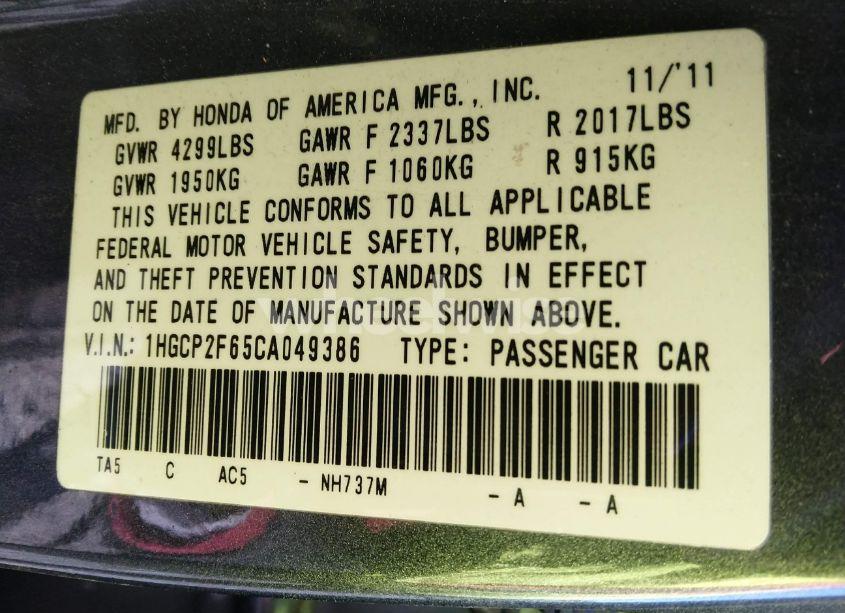 MFD. BY HONDA OF AMERICA MFG., INC. 11/'11
GVWR 4299LBS GAWR F 2337LBS R 2017LBS
GVWR 1950KG GAWR F 1060KG R 915KG
THIS VEHICLE CONFORMS TO ALL APPLICABLE
FEDERAL MOTOR VEHICLE SAFETY, BUMPER,
AND THEFT PREVENTION STANDARDS IN EFFECT
ON THE DATE OF MANUFACTURE SHOWN ABOVE.
V.I.N.: 1HGCP2F65CA049386 TYPE: PASSENGER CAR
TA5 C AC5 - NH737M - A - A